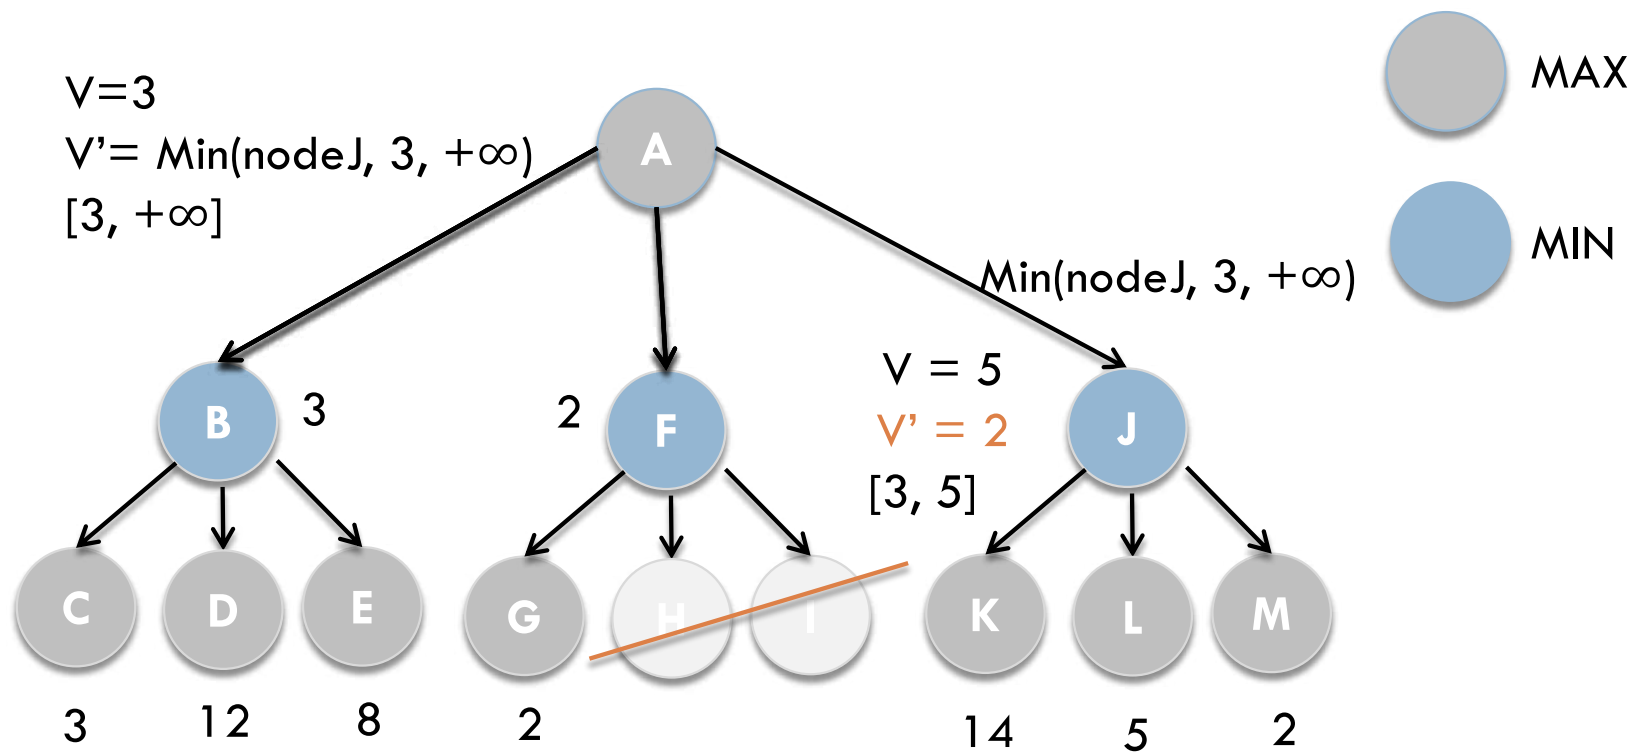 V=3
V’= Min(nodeJ, 3, +∞)
[3, +∞]
A
MAX
MIN
Min(nodeJ, 3, +∞)
B
3
2
F
V = 5
V’ = 2
[3, 5]
J
C
D
E
G
H
I
K
L
M
3
12
8
2
14
5
2